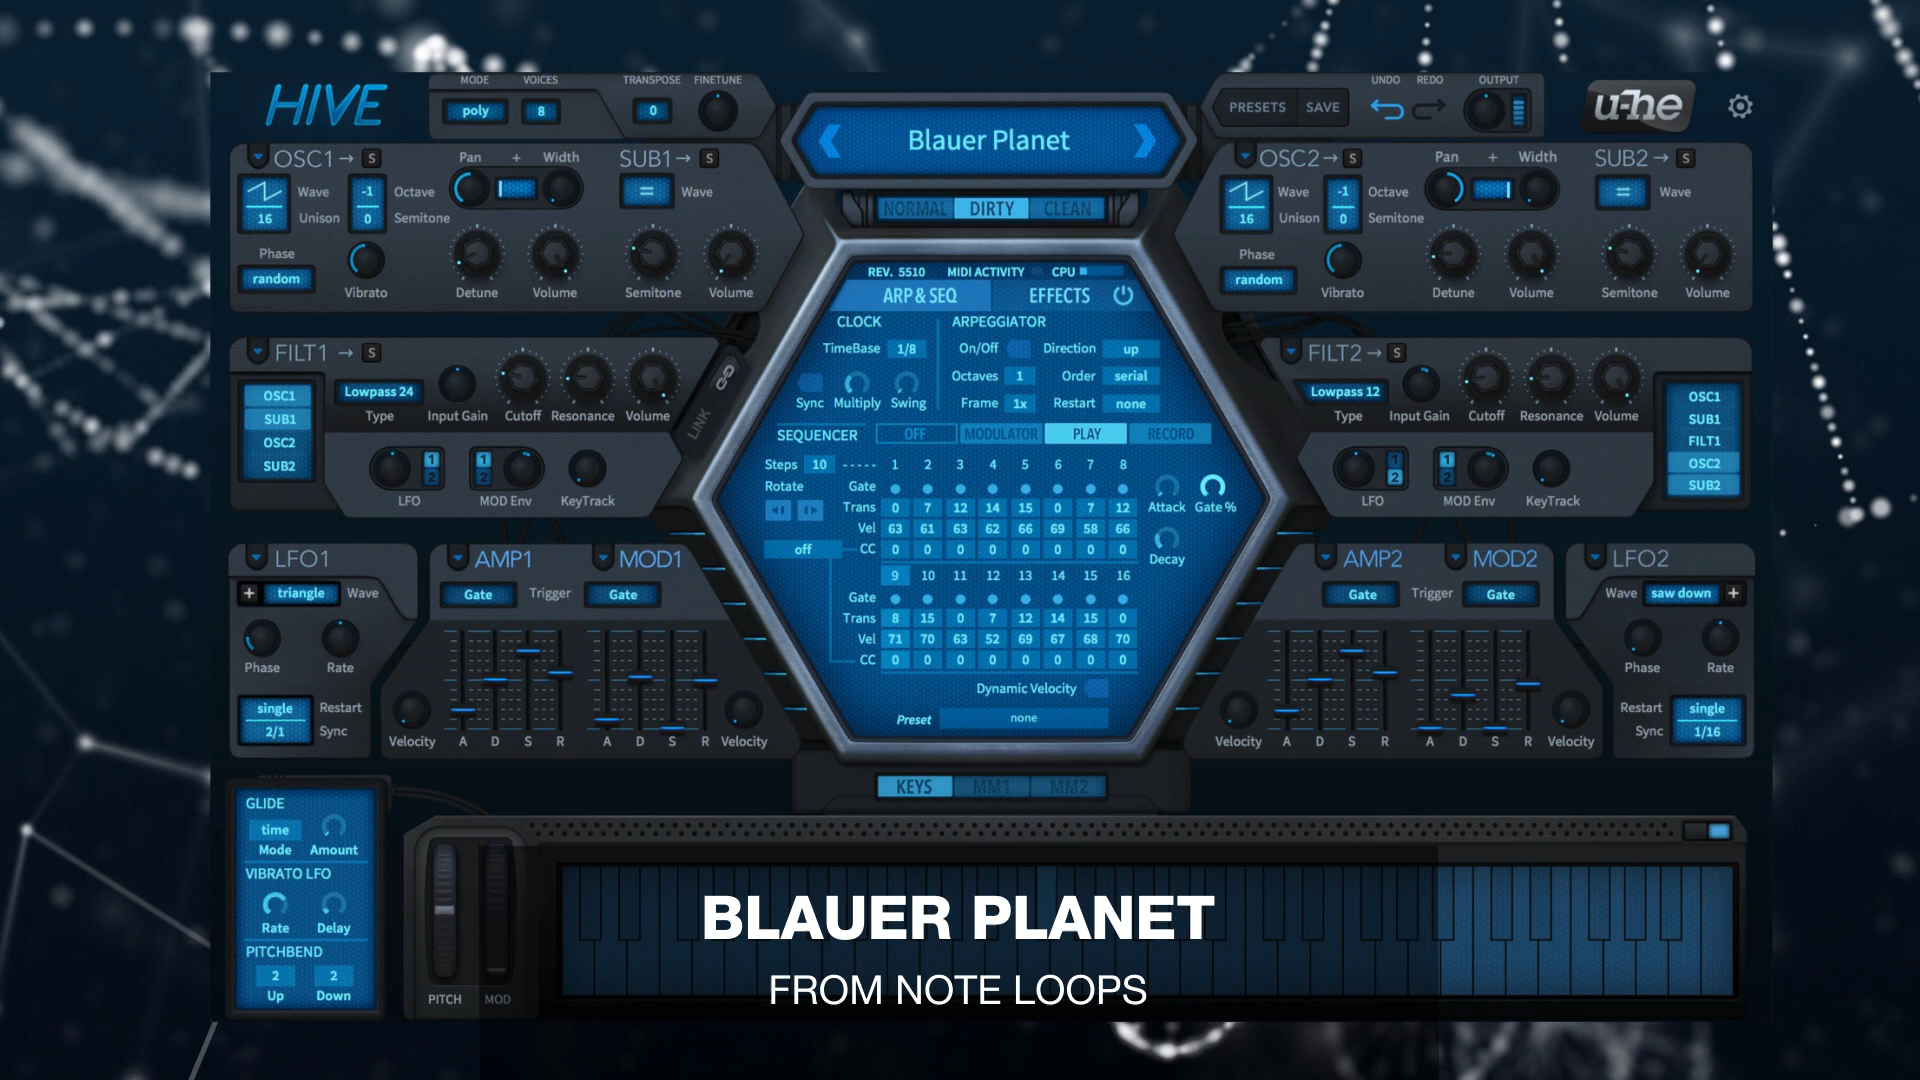 HIVE
MODE VOICES TRANSPOSE FINETUNE
poly 8 0
Blauer Planet
PRESETS SAVE
UNDO REDO OUTPUT
u-he
NORMAL DIRTY CLEAN
OSC1 → S Pan + Width SUB1 → S
Wave -1 Octave = Wave
16 Unison 0 Semitone
Phase
random Vibrato Detune Volume Semitone Volume
OSC2 → S Pan + Width SUB2 → S
Wave -1 Octave = Wave
16 Unison 0 Semitone
Phase
random Vibrato Detune Volume Semitone Volume
FILT1 → S
OSC1
SUB1
OSC2
SUB2
Lowpass 24
Type Input Gain Cutoff Resonance Volume
1 1
2 2
LFO MOD Env KeyTrack
LINK
REV. 5510 MIDI ACTIVITY CPU
ARP & SEQ EFFECTS
CLOCK ARPEGGIATOR
TimeBase 1/8 On/Off Direction up
Octaves 1 Order serial
Sync Multiply Swing Frame 1x Restart none
SEQUENCER OFF MODULATOR PLAY RECORD
Steps 10 ----- 1 2 3 4 5 6 7 8
Rotate Gate
Trans 0 7 12 14 15 0 7 12
Vel 63 61 63 62 66 69 58 66
off CC 0 0 0 0 0 0 0 0
Attack Gate %
Decay
9 10 11 12 13 14 15 16
Gate
Trans 8 15 0 7 12 14 15 0
Vel 71 70 63 52 69 67 68 70
CC 0 0 0 0 0 0 0 0
Dynamic Velocity
Preset none
FILT2 → S
Lowpass 12
Type Input Gain Cutoff Resonance Volume
OSC1
SUB1
FILT1
OSC2
SUB2
1 1
2 2
LFO MOD Env KeyTrack
LFO1
+ triangle Wave
Phase Rate
single Restart
2/1 Sync
AMP1 MOD1
Gate Trigger Gate
Velocity A D S R A D S R Velocity
AMP2 MOD2
Gate Trigger Gate
Velocity A D S R A D S R Velocity
LFO2
Wave saw down +
Phase Rate
Restart single
Sync 1/16
KEYS MM1 MM2
GLIDE
time
Mode Amount
VIBRATO LFO
Rate Delay
PITCHBEND
2 2
Up Down
PITCH MOD
BLAUER PLANET
FROM NOTE LOOPS